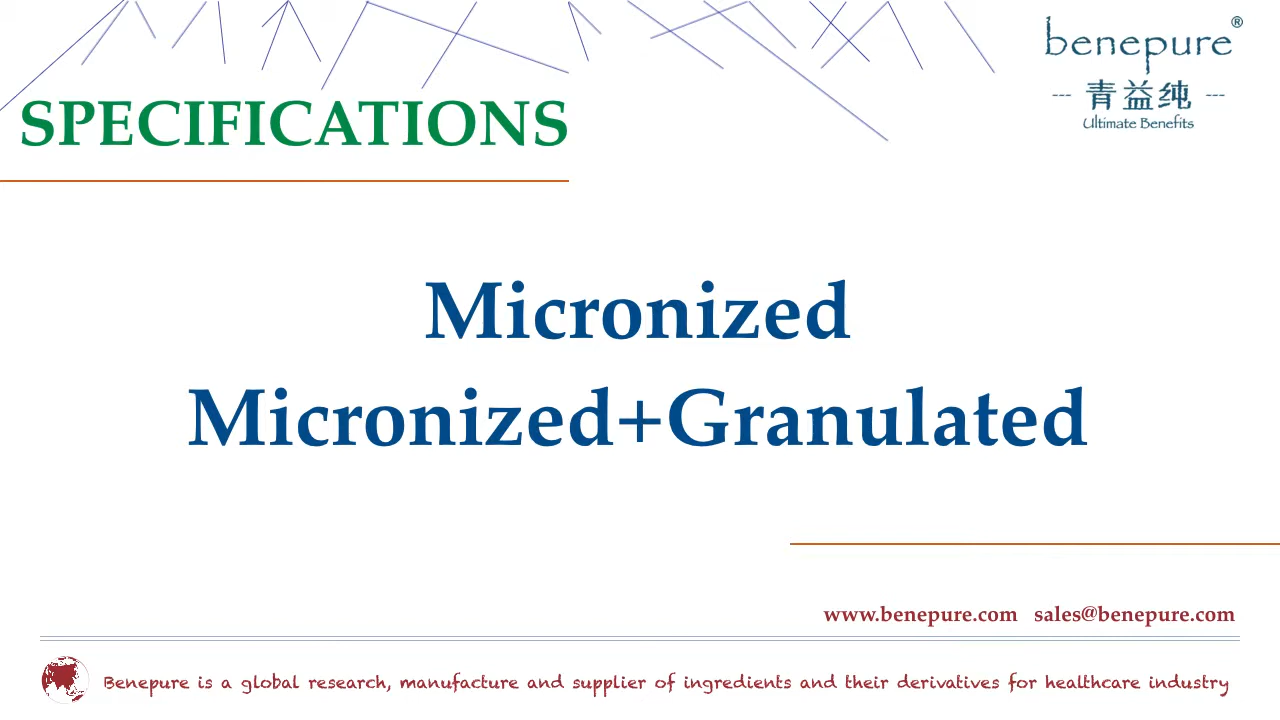 benepure®
--- 青益纯 ---
Ultimate Benefits
SPECIFICATIONS
Micronized
Micronized+Granulated
www.benepure.com sales@benepure.com
Benepure is a global research, manufacture and supplier of ingredients and their derivatives for healthcare industry